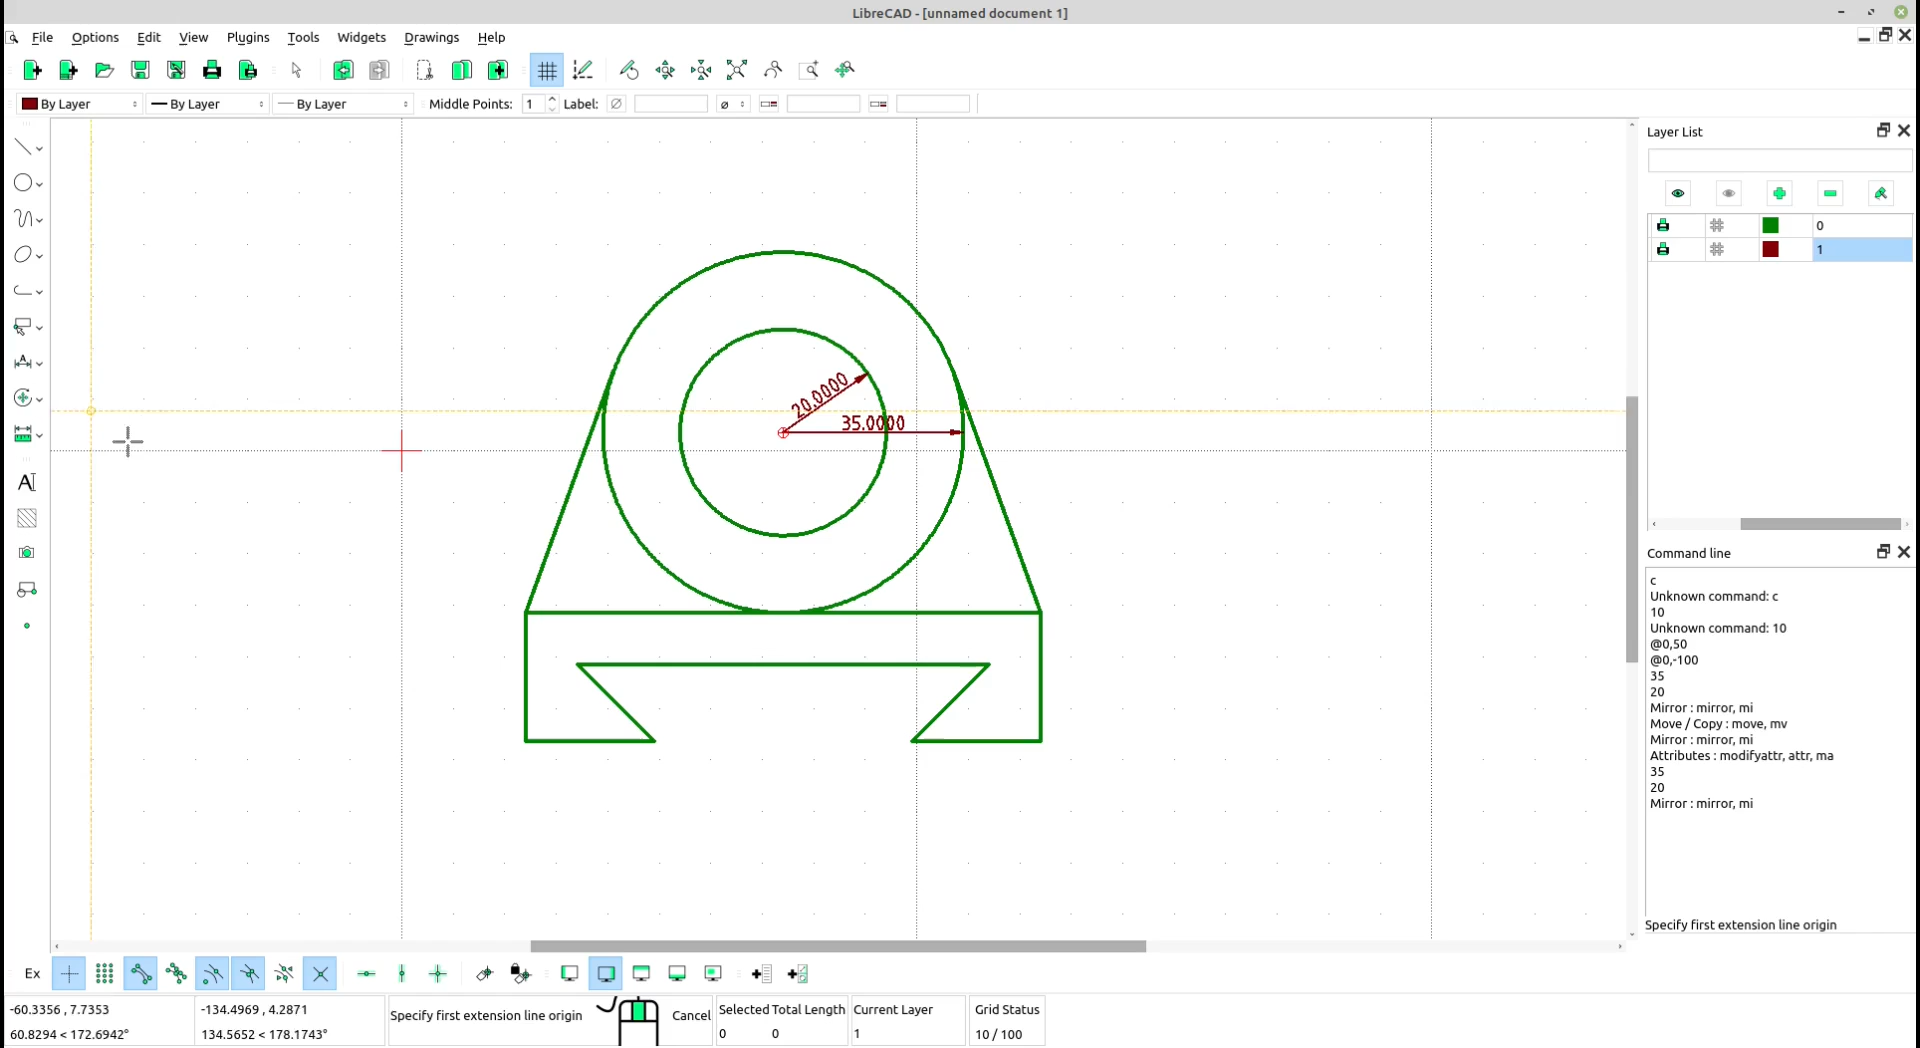 LibreCAD - [unnamed document 1]
File Options Edit View Plugins Tools Widgets Drawings Help
By Layer By Layer By Layer Middle Points: 1 Label: ⌀
Layer List
0
1
20.0000
35.0000
A
Command line
c
Unknown command: c
10
Unknown command: 10
@0,50
@0,-100
35
20
Mirror : mirror, mi
Move / Copy : move, mv
Mirror : mirror, mi
Attributes : modifyattr, attr, ma
35
20
Mirror : mirror, mi
Specify first extension line origin
Ex
-60.3356 , 7.7353
60.8294 < 172.6942°
-134.4969 , 4.2871
134.5652 < 178.1743°
Specify first extension line origin
Cancel
Selected Total Length
0 0
Current Layer
1
Grid Status
10 / 100